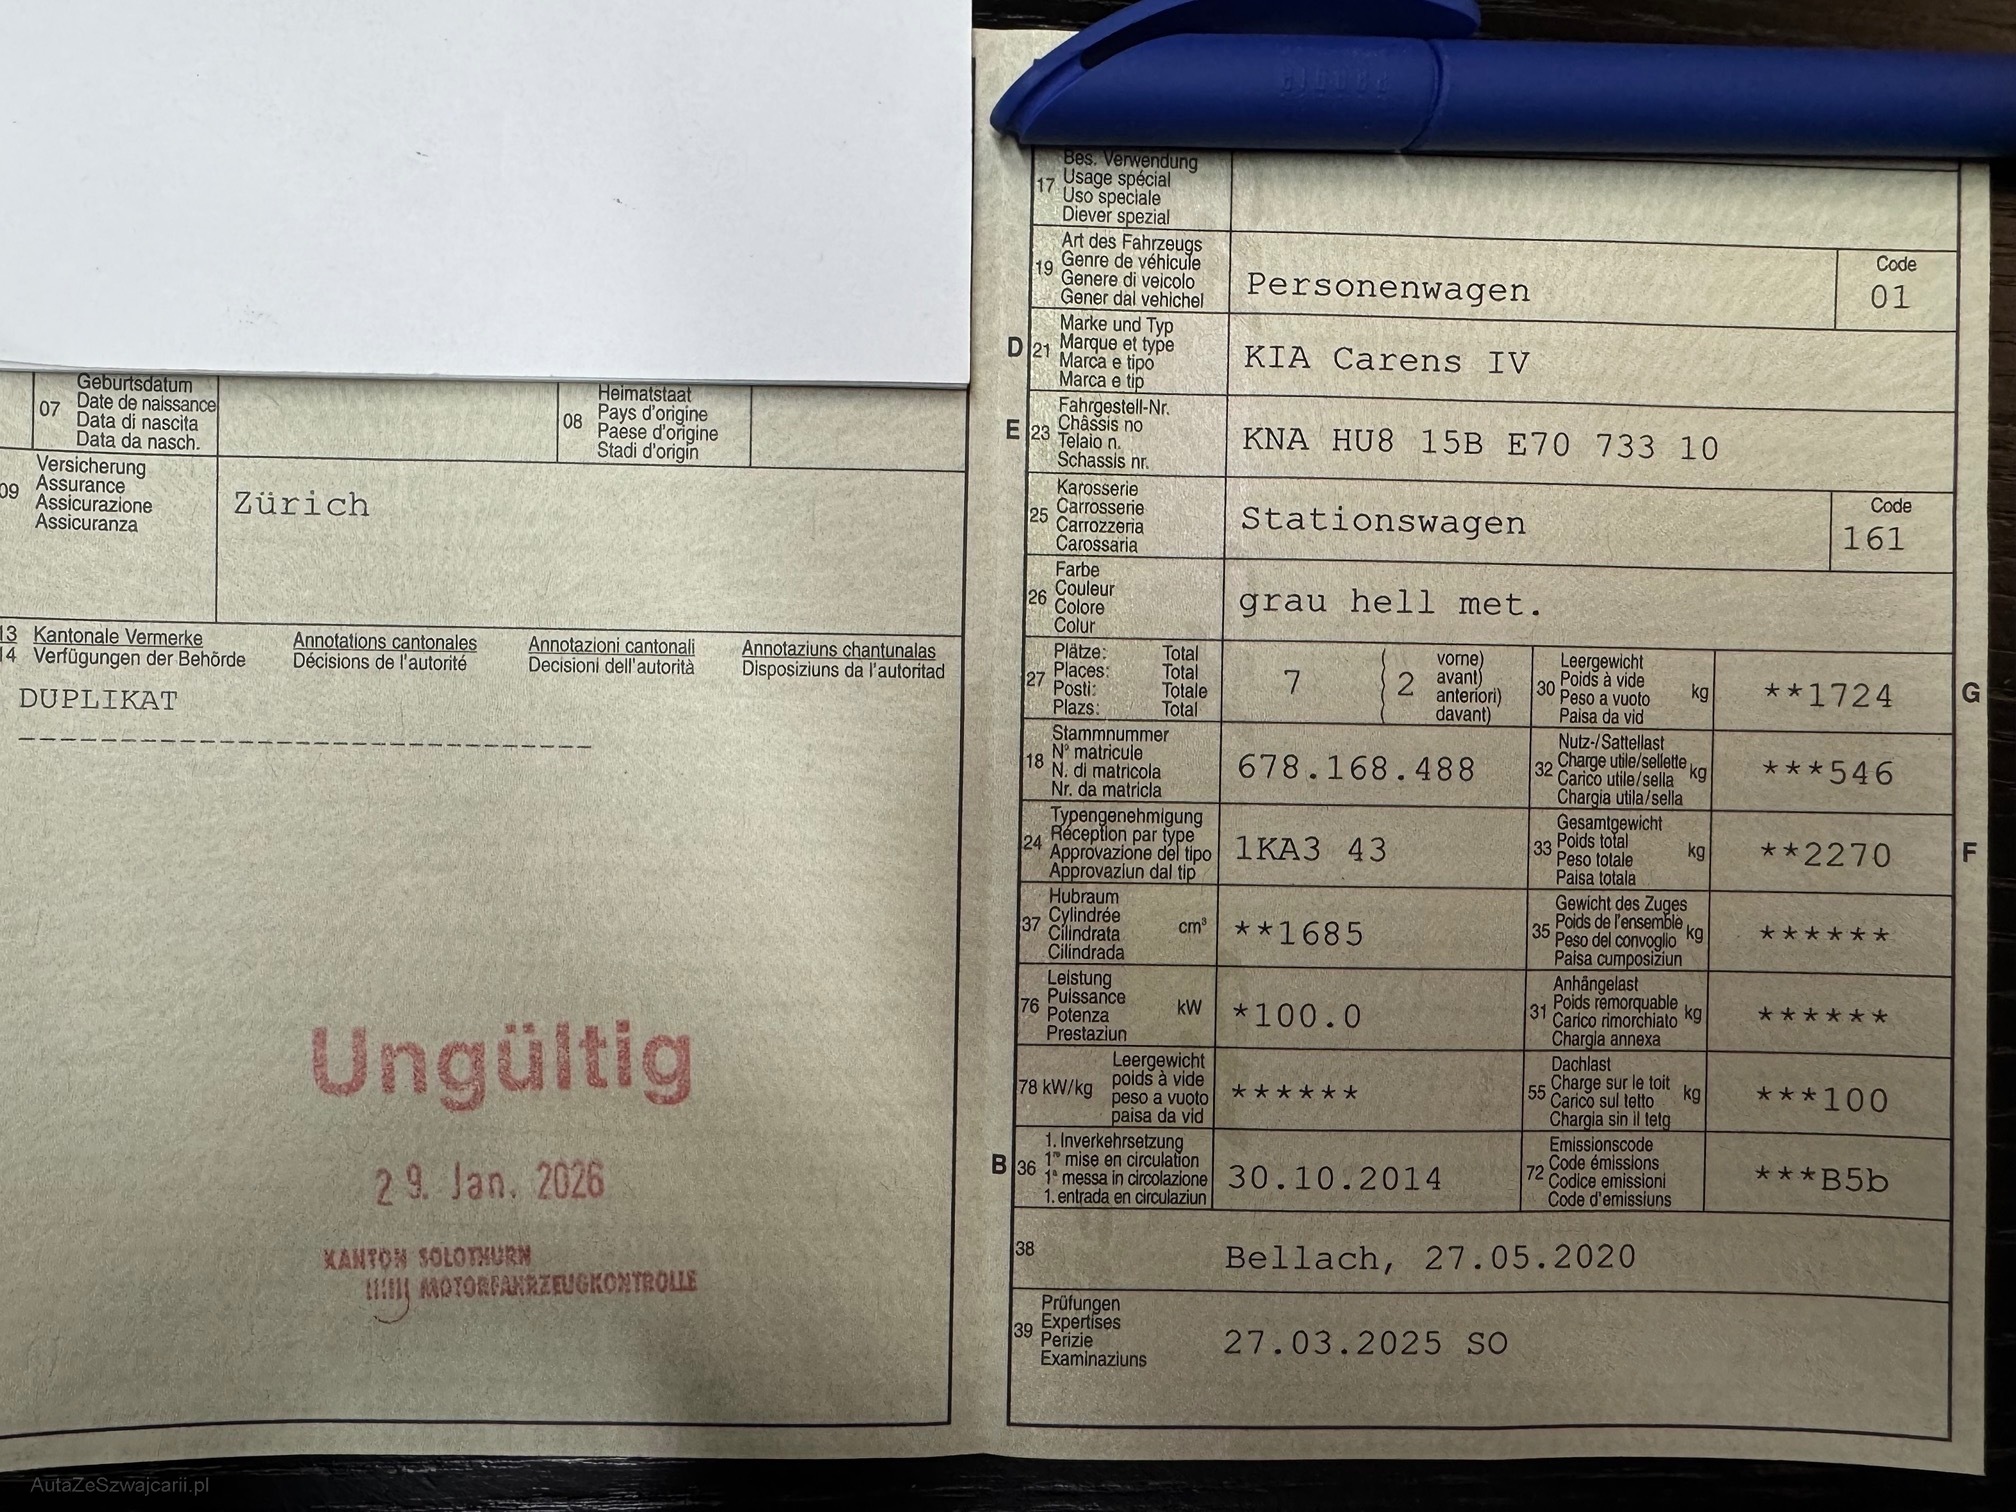 07
Geburtsdatum
Date de naissance
Data di nascita
Data da nasch.
08
Heimatstaat
Pays d'origine
Paese d'origine
Stadi d'origin
09
Versicherung
Assurance
Assicurazione
Assicuranza
Zürich
13 Kantonale Vermerke Annotations cantonales Annotazioni cantonali Annotaziuns chantunalas
14 Verfügungen der Behörde Décisions de l'autorité Decisioni dell'autorità Disposiziuns da l'autoritad
DUPLIKAT
Ungültig
29. Jan. 2026
KANTON SOLOTHURN
MOTORFAHRZEUGKONTROLLE
17
Bes. Verwendung
Usage spécial
Uso speciale
Diever spezial
19
Art des Fahrzeugs
Genre de véhicule
Genere di veicolo
Gener dal vehichel
Personenwagen
Code
01
D 21
Marke und Typ
Marque et type
Marca e tipo
Marca e tip
KIA Carens IV
E 23
Fahrgestell-Nr.
Châssis no
Telaio n.
Schassis nr.
KNA HU8 15B E70 733 10
25
Karosserie
Carrosserie
Carrozzeria
Carossaria
Stationswagen
Code
161
26
Farbe
Couleur
Colore
Colur
grau hell met.
27
Plätze: Total
Places: Total
Posti: Totale
Plazs: Total
7 ( 2
vorne)
avant)
anteriori)
davant)
30
Leergewicht
Poids à vide
Peso a vuoto
Paisa da vid
kg
**1724
G
18
Stammnummer
N° matricule
N. di matricola
Nr. da matricla
678.168.488
32
Nutz-/Sattellast
Charge utile/sellette
Carico utile/sella
Chargia utila/sella
kg
***546
24
Typengenehmigung
Réception par type
Approvazione del tipo
Approvaziun dal tip
1KA3 43
33
Gesamtgewicht
Poids total
Peso totale
Paisa totala
kg
**2270
F
37
Hubraum
Cylindrée
Cilindrata
Cilindrada
cm³
**1685
35
Gewicht des Zuges
Poids de l'ensemble
Peso del convoglio
Paisa cumposiziun
kg
******
76
Leistung
Puissance
Potenza
Prestaziun
kW
*100.0
31
Anhängelast
Poids remorquable
Carico rimorchiato
Chargia annexa
kg
******
78 kW/kg
Leergewicht
poids à vide
peso a vuoto
paisa da vid
******
55
Dachlast
Charge sur le toit
Carico sul tetto
Chargia sin il tetg
kg
***100
B 36
1. Inverkehrsetzung
1re mise en circulation
1a messa in circolazione
1. entrada en circulaziun
30.10.2014
72
Emissionscode
Code émissions
Codice emissioni
Code d'emissiuns
***B5b
38
Bellach, 27.05.2020
39
Prüfungen
Expertises
Perizie
Examinaziuns
27.03.2025 SO
AutaZeSzwajcarii.pl